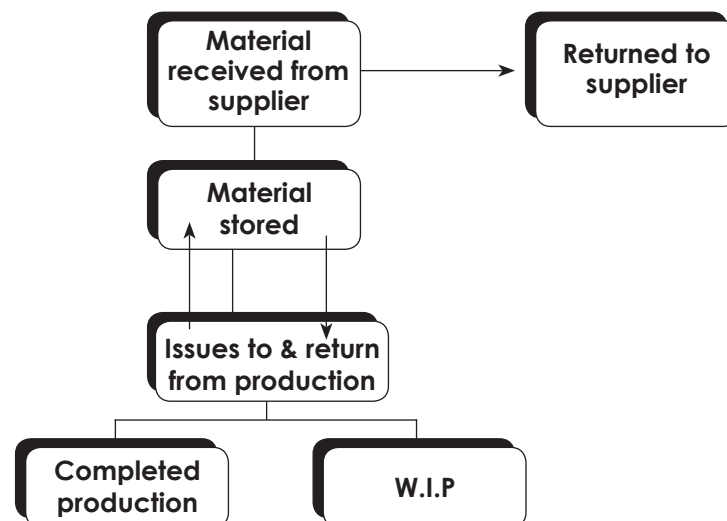 Material
received from
supplier
Returned to
supplier
Material
stored
Issues to & return
from production
Completed
production
W.I.P